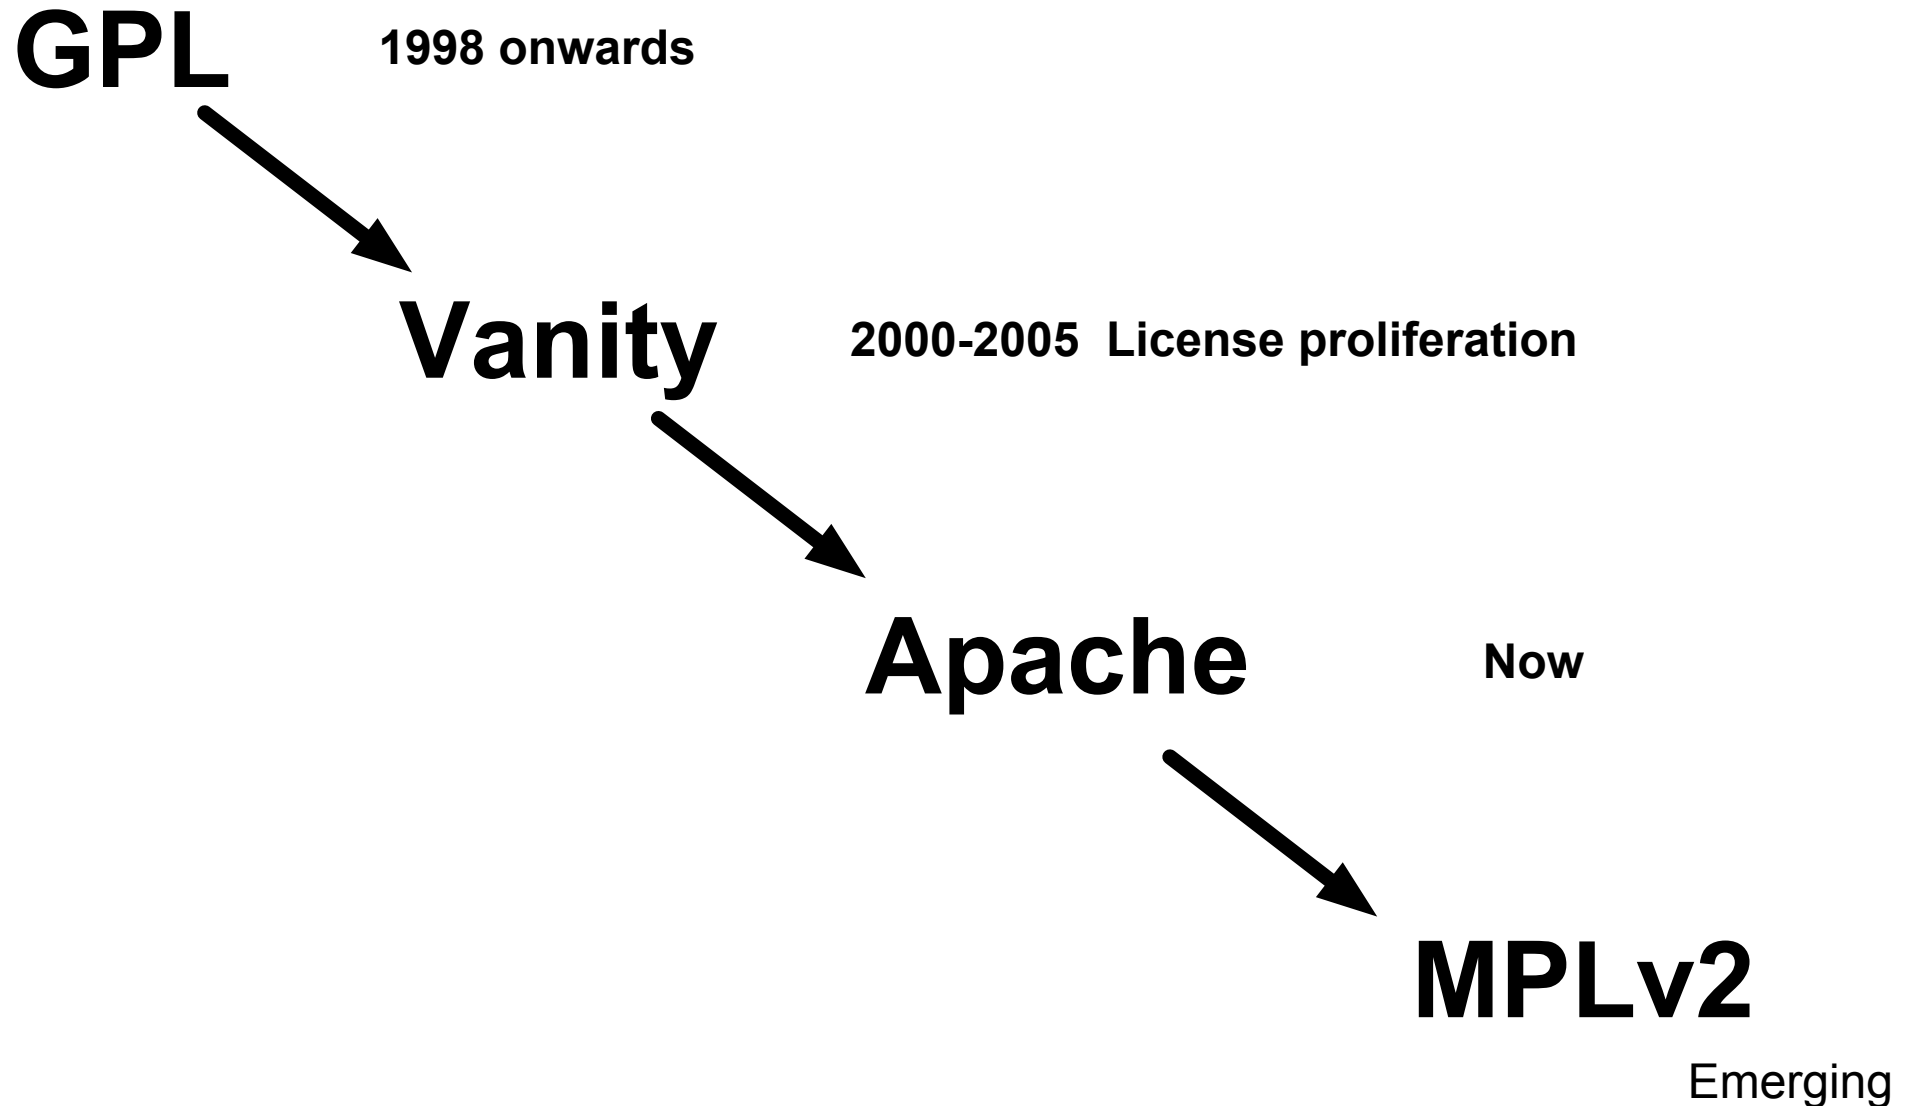 GPL 1998 onwards
Vanity 2000-2005 License proliferation
Apache Now
MPLv2
Emerging